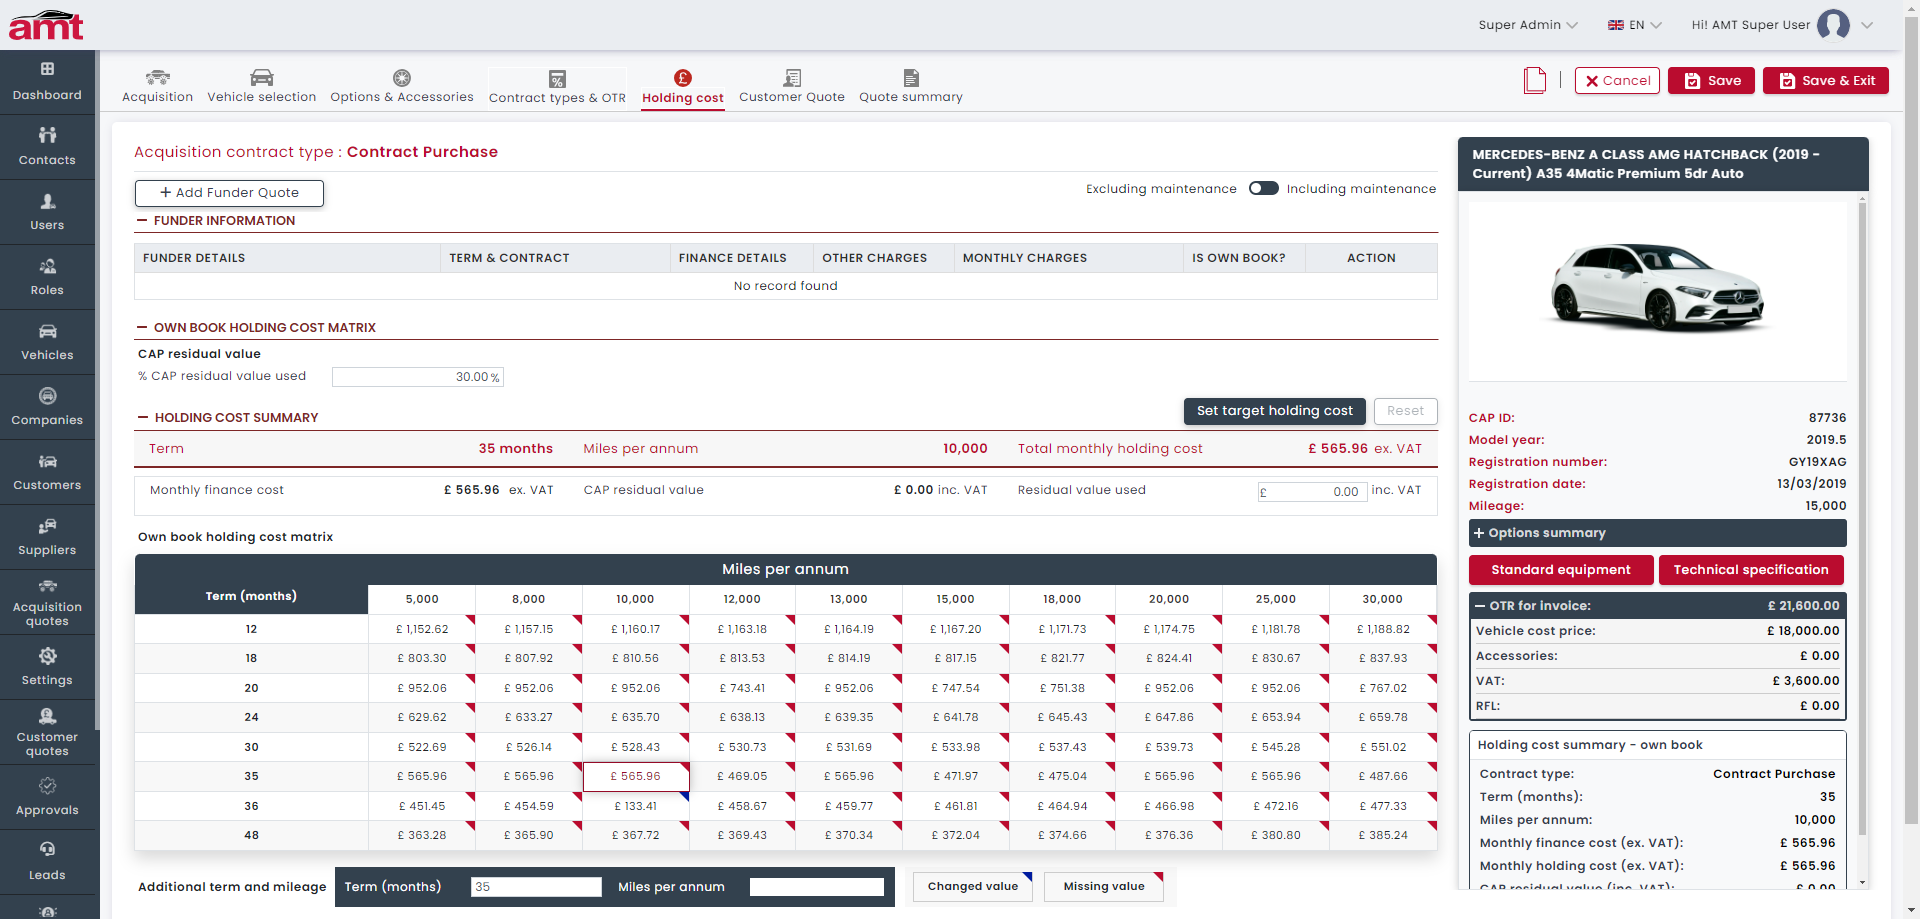 amt
Super Admin
EN
Hi! AMT Super User
Dashboard
Contacts
Users
Roles
Vehicles
Companies
Customers
Suppliers
Acquisition
quotes
Settings
Customer
quotes
Approvals
Leads
Acquisition
Vehicle selection
Options & Accessories
Contract types & OTR
Holding cost
Customer Quote
Quote summary
Cancel
Save
Save & Exit
Acquisition contract type : Contract Purchase
+ Add Funder Quote
Excluding maintenance
Including maintenance
FUNDER INFORMATION
FUNDER DETAILS TERM & CONTRACT FINANCE DETAILS OTHER CHARGES MONTHLY CHARGES IS OWN BOOK? ACTION
No record found
OWN BOOK HOLDING COST MATRIX
CAP residual value
% CAP residual value used 30.00 %
HOLDING COST SUMMARY
Set target holding cost
Reset
Term 35 months Miles per annum 10,000 Total monthly holding cost £ 565.96 ex. VAT
Monthly finance cost £ 565.96 ex. VAT CAP residual value £ 0.00 inc. VAT Residual value used £ 0.00 inc. VAT
Own book holding cost matrix
Miles per annum
Term (months) 5,000 8,000 10,000 12,000 13,000 15,000 18,000 20,000 25,000 30,000
12 £ 1,152.62 £ 1,157.15 £ 1,160.17 £ 1,163.18 £ 1,164.19 £ 1,167.20 £ 1,171.73 £ 1,174.75 £ 1,181.78 £ 1,188.82
18 £ 803.30 £ 807.92 £ 810.56 £ 813.53 £ 814.19 £ 817.15 £ 821.77 £ 824.41 £ 830.67 £ 837.93
20 £ 952.06 £ 952.06 £ 952.06 £ 743.41 £ 952.06 £ 747.54 £ 751.38 £ 952.06 £ 952.06 £ 767.02
24 £ 629.62 £ 633.27 £ 635.70 £ 638.13 £ 639.35 £ 641.78 £ 645.43 £ 647.86 £ 653.94 £ 659.78
30 £ 522.69 £ 526.14 £ 528.43 £ 530.73 £ 531.69 £ 533.98 £ 537.43 £ 539.73 £ 545.28 £ 551.02
35 £ 565.96 £ 565.96 £ 565.96 £ 469.05 £ 565.96 £ 471.97 £ 475.04 £ 565.96 £ 565.96 £ 487.66
36 £ 451.45 £ 454.59 £ 133.41 £ 458.67 £ 459.77 £ 461.81 £ 464.94 £ 466.98 £ 472.16 £ 477.33
48 £ 363.28 £ 365.90 £ 367.72 £ 369.43 £ 370.34 £ 372.04 £ 374.66 £ 376.36 £ 380.80 £ 385.24
Additional term and mileage Term (months) 35 Miles per annum Changed value Missing value
MERCEDES-BENZ A CLASS AMG HATCHBACK (2019 -
Current) A35 4Matic Premium 5dr Auto
CAP ID: 87736
Model year: 2019.5
Registration number: GY19XAG
Registration date: 13/03/2019
Mileage: 15,000
+ Options summary
Standard equipment
Technical specification
OTR for invoice: £ 21,600.00
Vehicle cost price: £ 18,000.00
Accessories: £ 0.00
VAT: £ 3,600.00
RFL: £ 0.00
Holding cost summary - own book
Contract type: Contract Purchase
Term (months): 35
Miles per annum: 10,000
Monthly finance cost (ex. VAT): £ 565.96
Monthly holding cost (ex. VAT): £ 565.96
CAP residual value (inc. VAT): £ 0.00